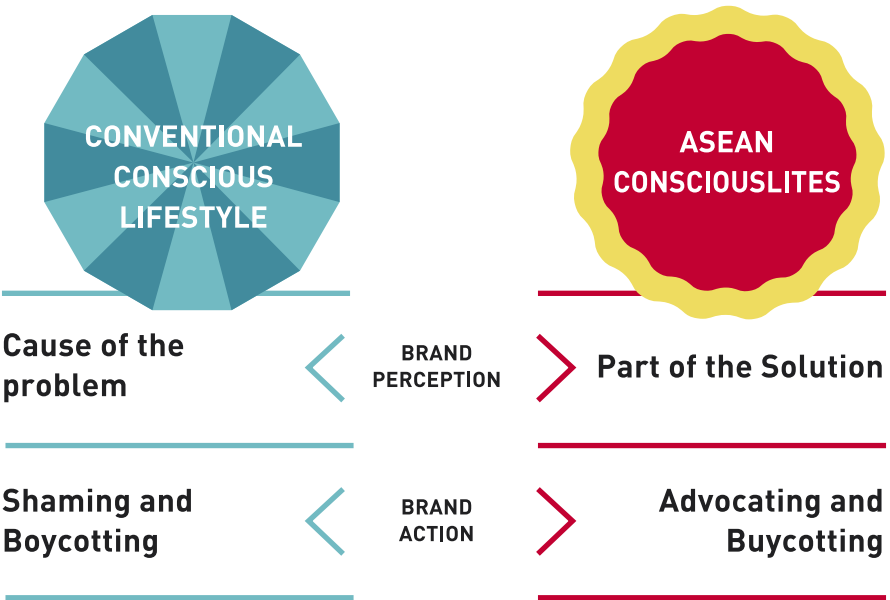 CONVENTIONAL
CONSCIOUS
LIFESTYLE
ASEAN
CONSCIOUSLITES
Cause of the
problem
BRAND
PERCEPTION
Part of the Solution
Shaming and
Boycotting
BRAND
ACTION
Advocating and
Buycotting